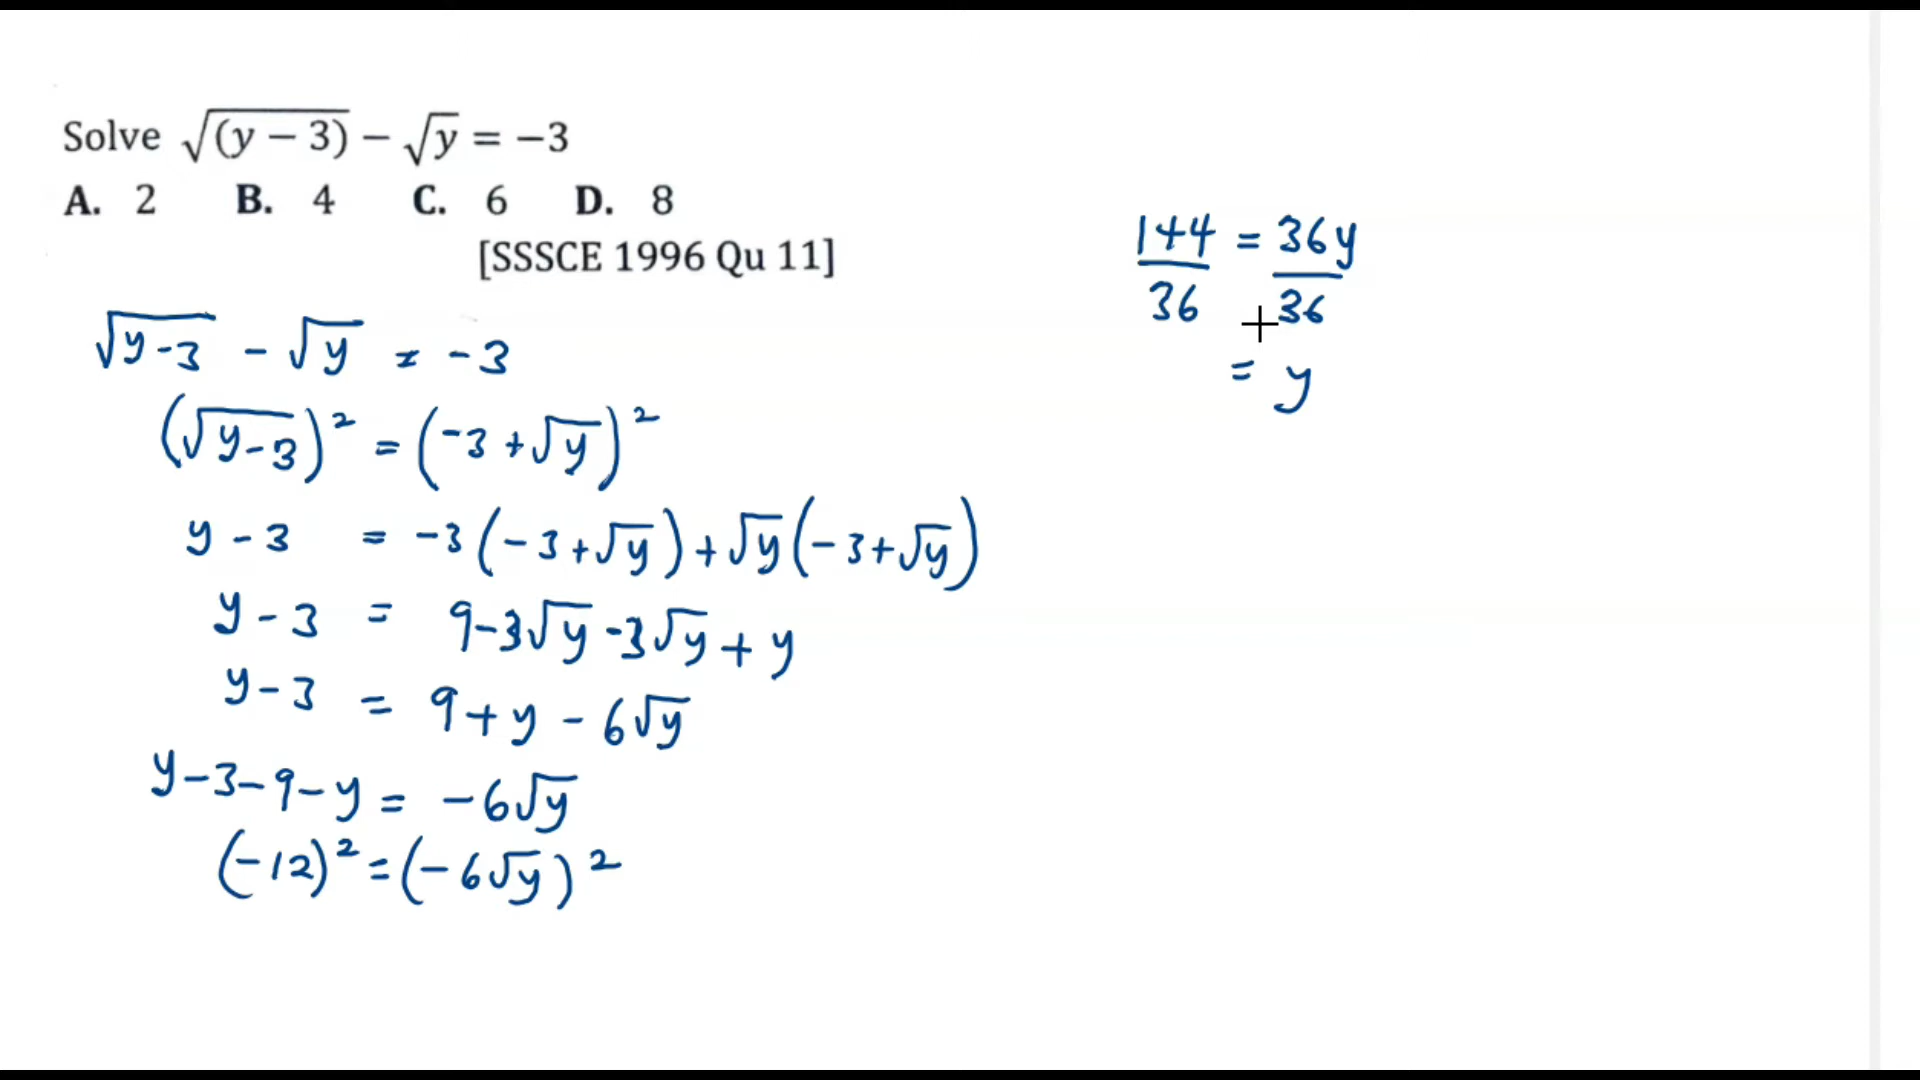 Solve √(y − 3) − √y = −3
A. 2 B. 4 C. 6 D. 8
[SSSCE 1996 Qu 11]
√y-3 - √y = -3
(√y-3)² = (-3 + √y)²
y - 3 = -3(-3+√y) + √y(-3+√y)
y - 3 = 9-3√y -3√y + y
y-3 = 9+y - 6√y
y-3-9-y = -6√y
(-12)² = (-6√y)²
144 = 36y
36 36
= y